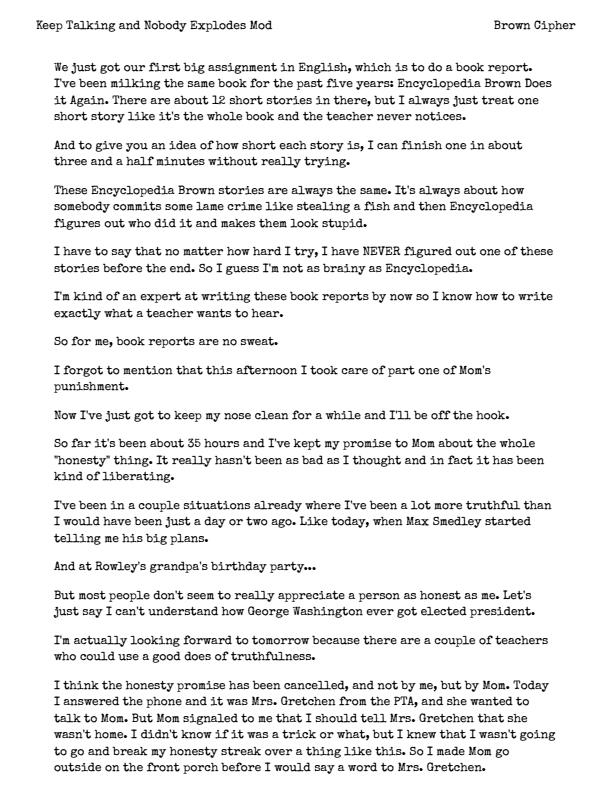 Keep Talking and Nobody Explodes Mod Brown Cipher
We just got our first big assignment in English, which is to do a book report.
I've been milking the same book for the past five years: Encyclopedia Brown Does
it Again. There are about 12 short stories in there, but I always just treat one
short story like it's the whole book and the teacher never notices.
And to give you an idea of how short each story is, I can finish one in about
three and a half minutes without really trying.
These Encyclopedia Brown stories are always the same. It's always about how
somebody commits some lame crime like stealing a fish and then Encyclopedia
figures out who did it and makes them look stupid.
I have to say that no matter how hard I try, I have NEVER figured out one of these
stories before the end. So I guess I'm not as brainy as Encyclopedia.
I'm kind of an expert at writing these book reports by now so I know how to write
exactly what a teacher wants to hear.
So for me, book reports are no sweat.
I forgot to mention that this afternoon I took care of part one of Mom's
punishment.
Now I've just got to keep my nose clean for a while and I'll be off the hook.
So far it's been about 35 hours and I've kept my promise to Mom about the whole
"honesty" thing. It really hasn't been as bad as I thought and in fact it has been
kind of liberating.
I've been in a couple situations already where I've been a lot more truthful than
I would have been just a day or two ago. Like today, when Max Smedley started
telling me his big plans.
And at Rowley's grandpa's birthday party...
But most people don't seem to really appreciate a person as honest as me. Let's
just say I can't understand how George Washington ever got elected president.
I'm actually looking forward to tomorrow because there are a couple of teachers
who could use a good does of truthfulness.
I think the honesty promise has been cancelled, and not by me, but by Mom. Today
I answered the phone and it was Mrs. Gretchen from the PTA, and she wanted to
talk to Mom. But Mom signaled to me that I should tell Mrs. Gretchen that she
wasn't home. I didn't know if it was a trick or what, but I knew that I wasn't going
to go and break my honesty streak over a thing like this. So I made Mom go
outside on the front porch before I would say a word to Mrs. Gretchen.